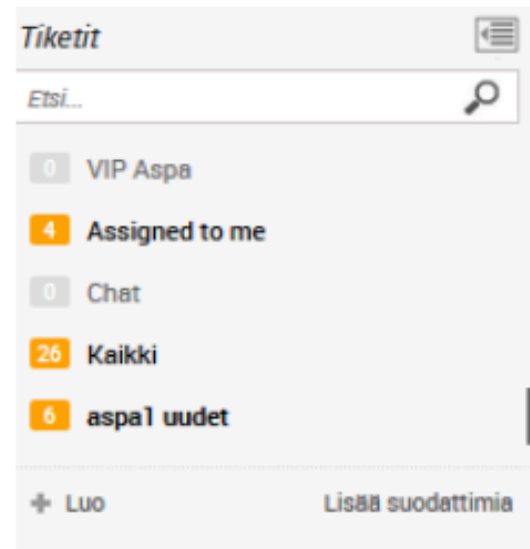 Tiketit
Etsi...
0 VIP Aspa
4 Assigned to me
0 Chat
26 Kaikki
6 aspa1 uudet
+ Luo Lisää suodattimia